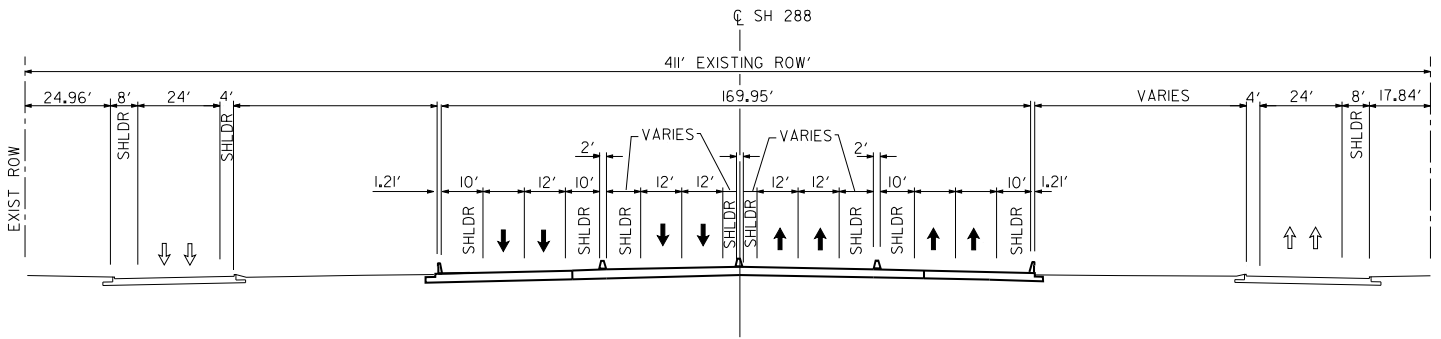 ℄ SH 288
411' EXISTING ROW'
24.96' 8' 24' 4' 169.95' VARIES 4' 24' 8' 17.84'
SHLDR SHLDR SHLDR
VARIES VARIES
2' 2'
1.21' 10' 12' 10' 12' 12' 12' 12' 10' 10' 1.21'
EXIST ROW
SHLDR SHLDR SHLDR SHLDR SHLDR SHLDR SHLDR SHLDR